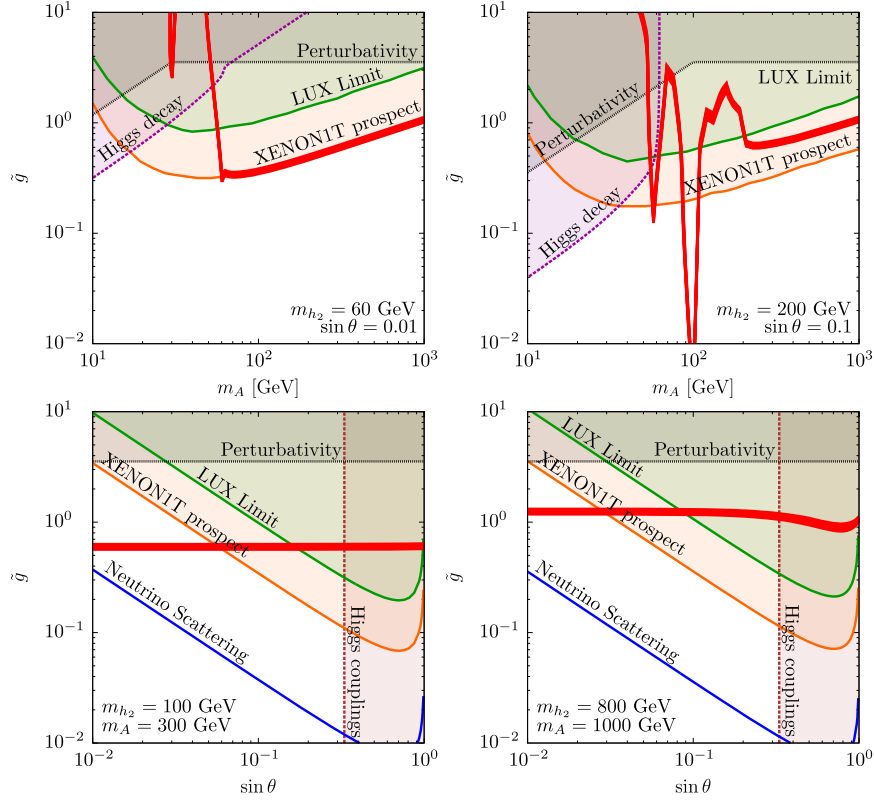 10^1
10^0
10^{-1}
10^{-2}
g̃
Perturbativity
LUX Limit
Higgs decay
XENON1T prospect
m_{h_2} = 60 GeV
sin θ = 0.01
10^1
10^2
10^3
m_A [GeV]
10^1
10^0
10^{-1}
10^{-2}
g̃
LUX Limit
Perturbativity
XENON1T prospect
Higgs decay
m_{h_2} = 200 GeV
sin θ = 0.1
10^1
10^2
10^3
m_A [GeV]
10^1
10^0
10^{-1}
10^{-2}
g̃
Perturbativity
XENON1T prospect
LUX Limit
Neutrino Scattering
Higgs couplings
m_{h_2} = 100 GeV
m_A = 300 GeV
10^{-2}
10^{-1}
10^0
sin θ
10^1
10^0
10^{-1}
10^{-2}
g̃
LUX Limit
Perturbativity
XENON1T prospect
Neutrino Scattering
Higgs couplings
m_{h_2} = 800 GeV
m_A = 1000 GeV
10^{-2}
10^{-1}
10^0
sin θ